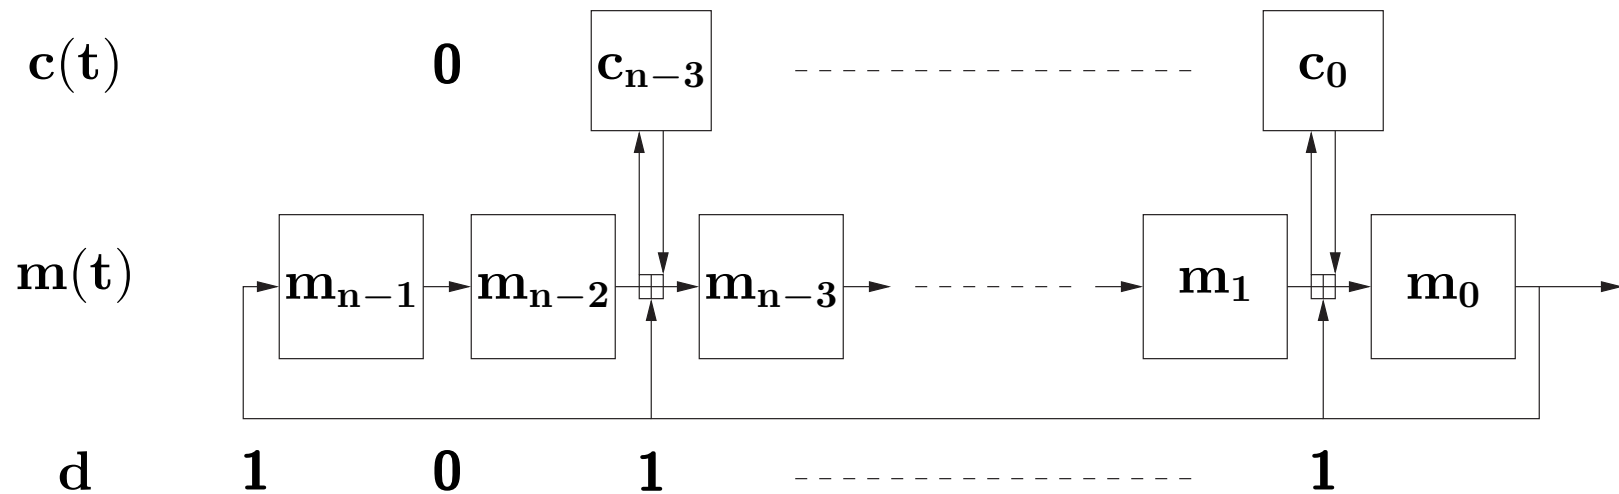 c(t) 0 c_{n−3} c_0
m(t) m_{n−1} m_{n−2} m_{n−3} m_1 m_0
d 1 0 1 1